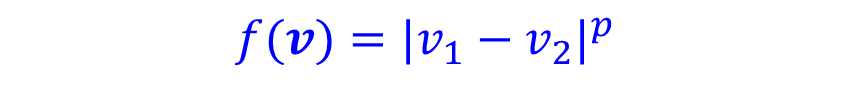 f(v) = |v₁ − v₂|ᵖ